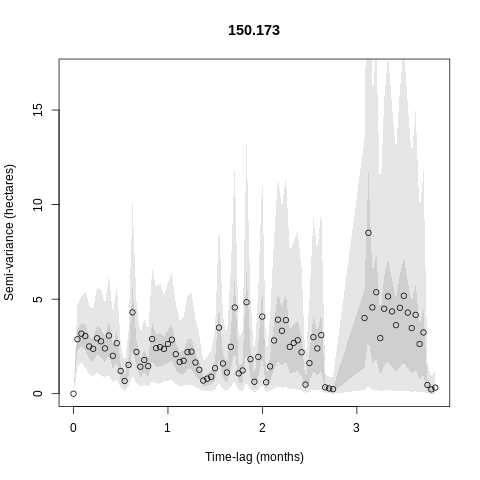 150.173
Semi-variance (hectares)
15
10
5
0
0 1 2 3
Time-lag (months)